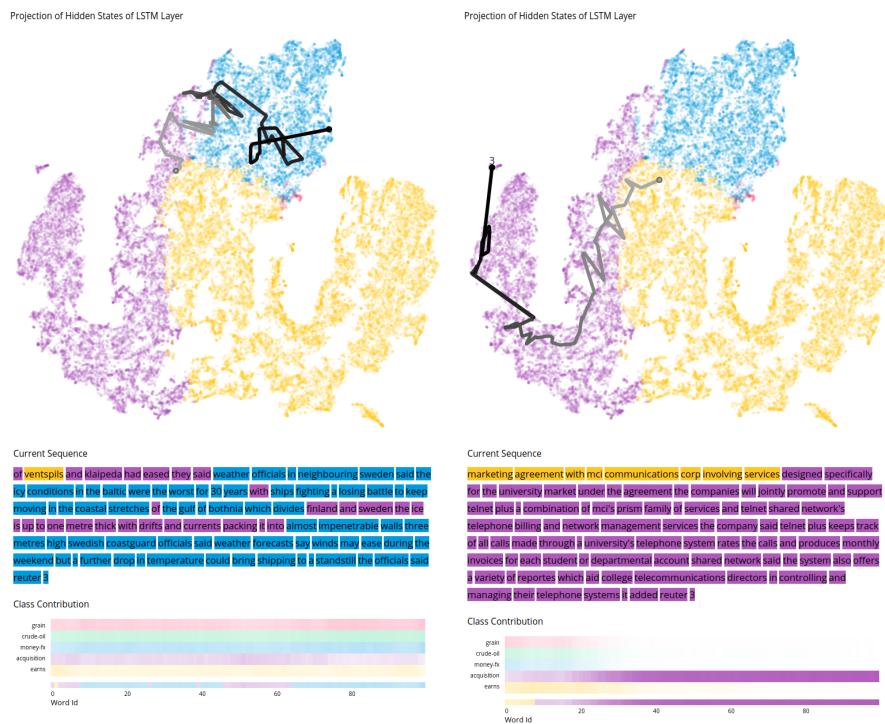 Projection of Hidden States of LSTM Layer
Current Sequence
of ventspils and klaipeda had eased they said weather officials in neighbouring sweden said the
icy conditions in the baltic were the worst for 30 years with ships fighting a losing battle to keep
moving in the coastal stretches of the gulf of bothnia which divides finland and sweden the ice
is up to one metre thick with drifts and currents packing it into almost impenetrable walls three
metres high swedish coastguard officials said weather forecasts say winds may ease during the
weekend but a further drop in temperature could bring shipping to a standstill the officials said
reuter 3
Class Contribution
grain
crude-oil
money-fx
acquisition
earns
0 20 40 60 80
Word Id
Projection of Hidden States of LSTM Layer
3
Current Sequence
marketing agreement with mci communications corp involving services designed specifically
for the university market under the agreement the companies will jointly promote and support
telnet plus a combination of mci's prism family of services and telnet shared network's
telephone billing and network management services the company said telnet plus keeps track
of all calls made through a university's telephone system rates the calls and produces monthly
invoices for each student or departmental account shared network said the system also offers
a variety of reportes which aid college telecommunications directors in controlling and
managing their telephone systems it added reuter 3
Class Contribution
grain
crude-oil
money-fx
acquisition
earns
0 20 40 60 80
Word Id